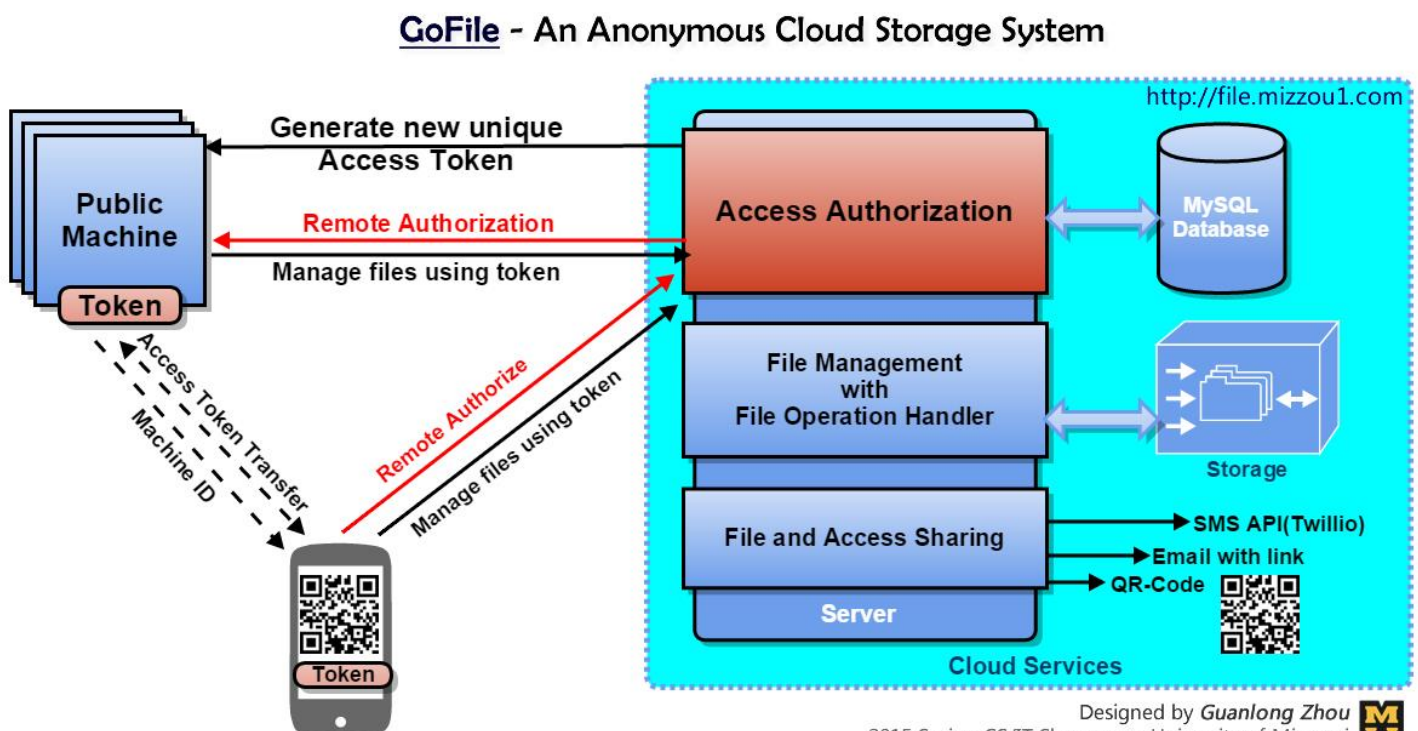 GoFile - An Anonymous Cloud Storage System
http://file.mizzou1.com
Generate new unique
Access Token
Public
Machine
Token
Remote Authorization
Manage files using token
Access Authorization
MySQL
Database
Access Token Transfer
Machine ID
Remote Authorize
Manage files using token
File Management
with
File Operation Handler
Storage
File and Access Sharing
SMS API(Twillio)
Email with link
QR-Code
Server
Cloud Services
Token
Designed by Guanlong Zhou